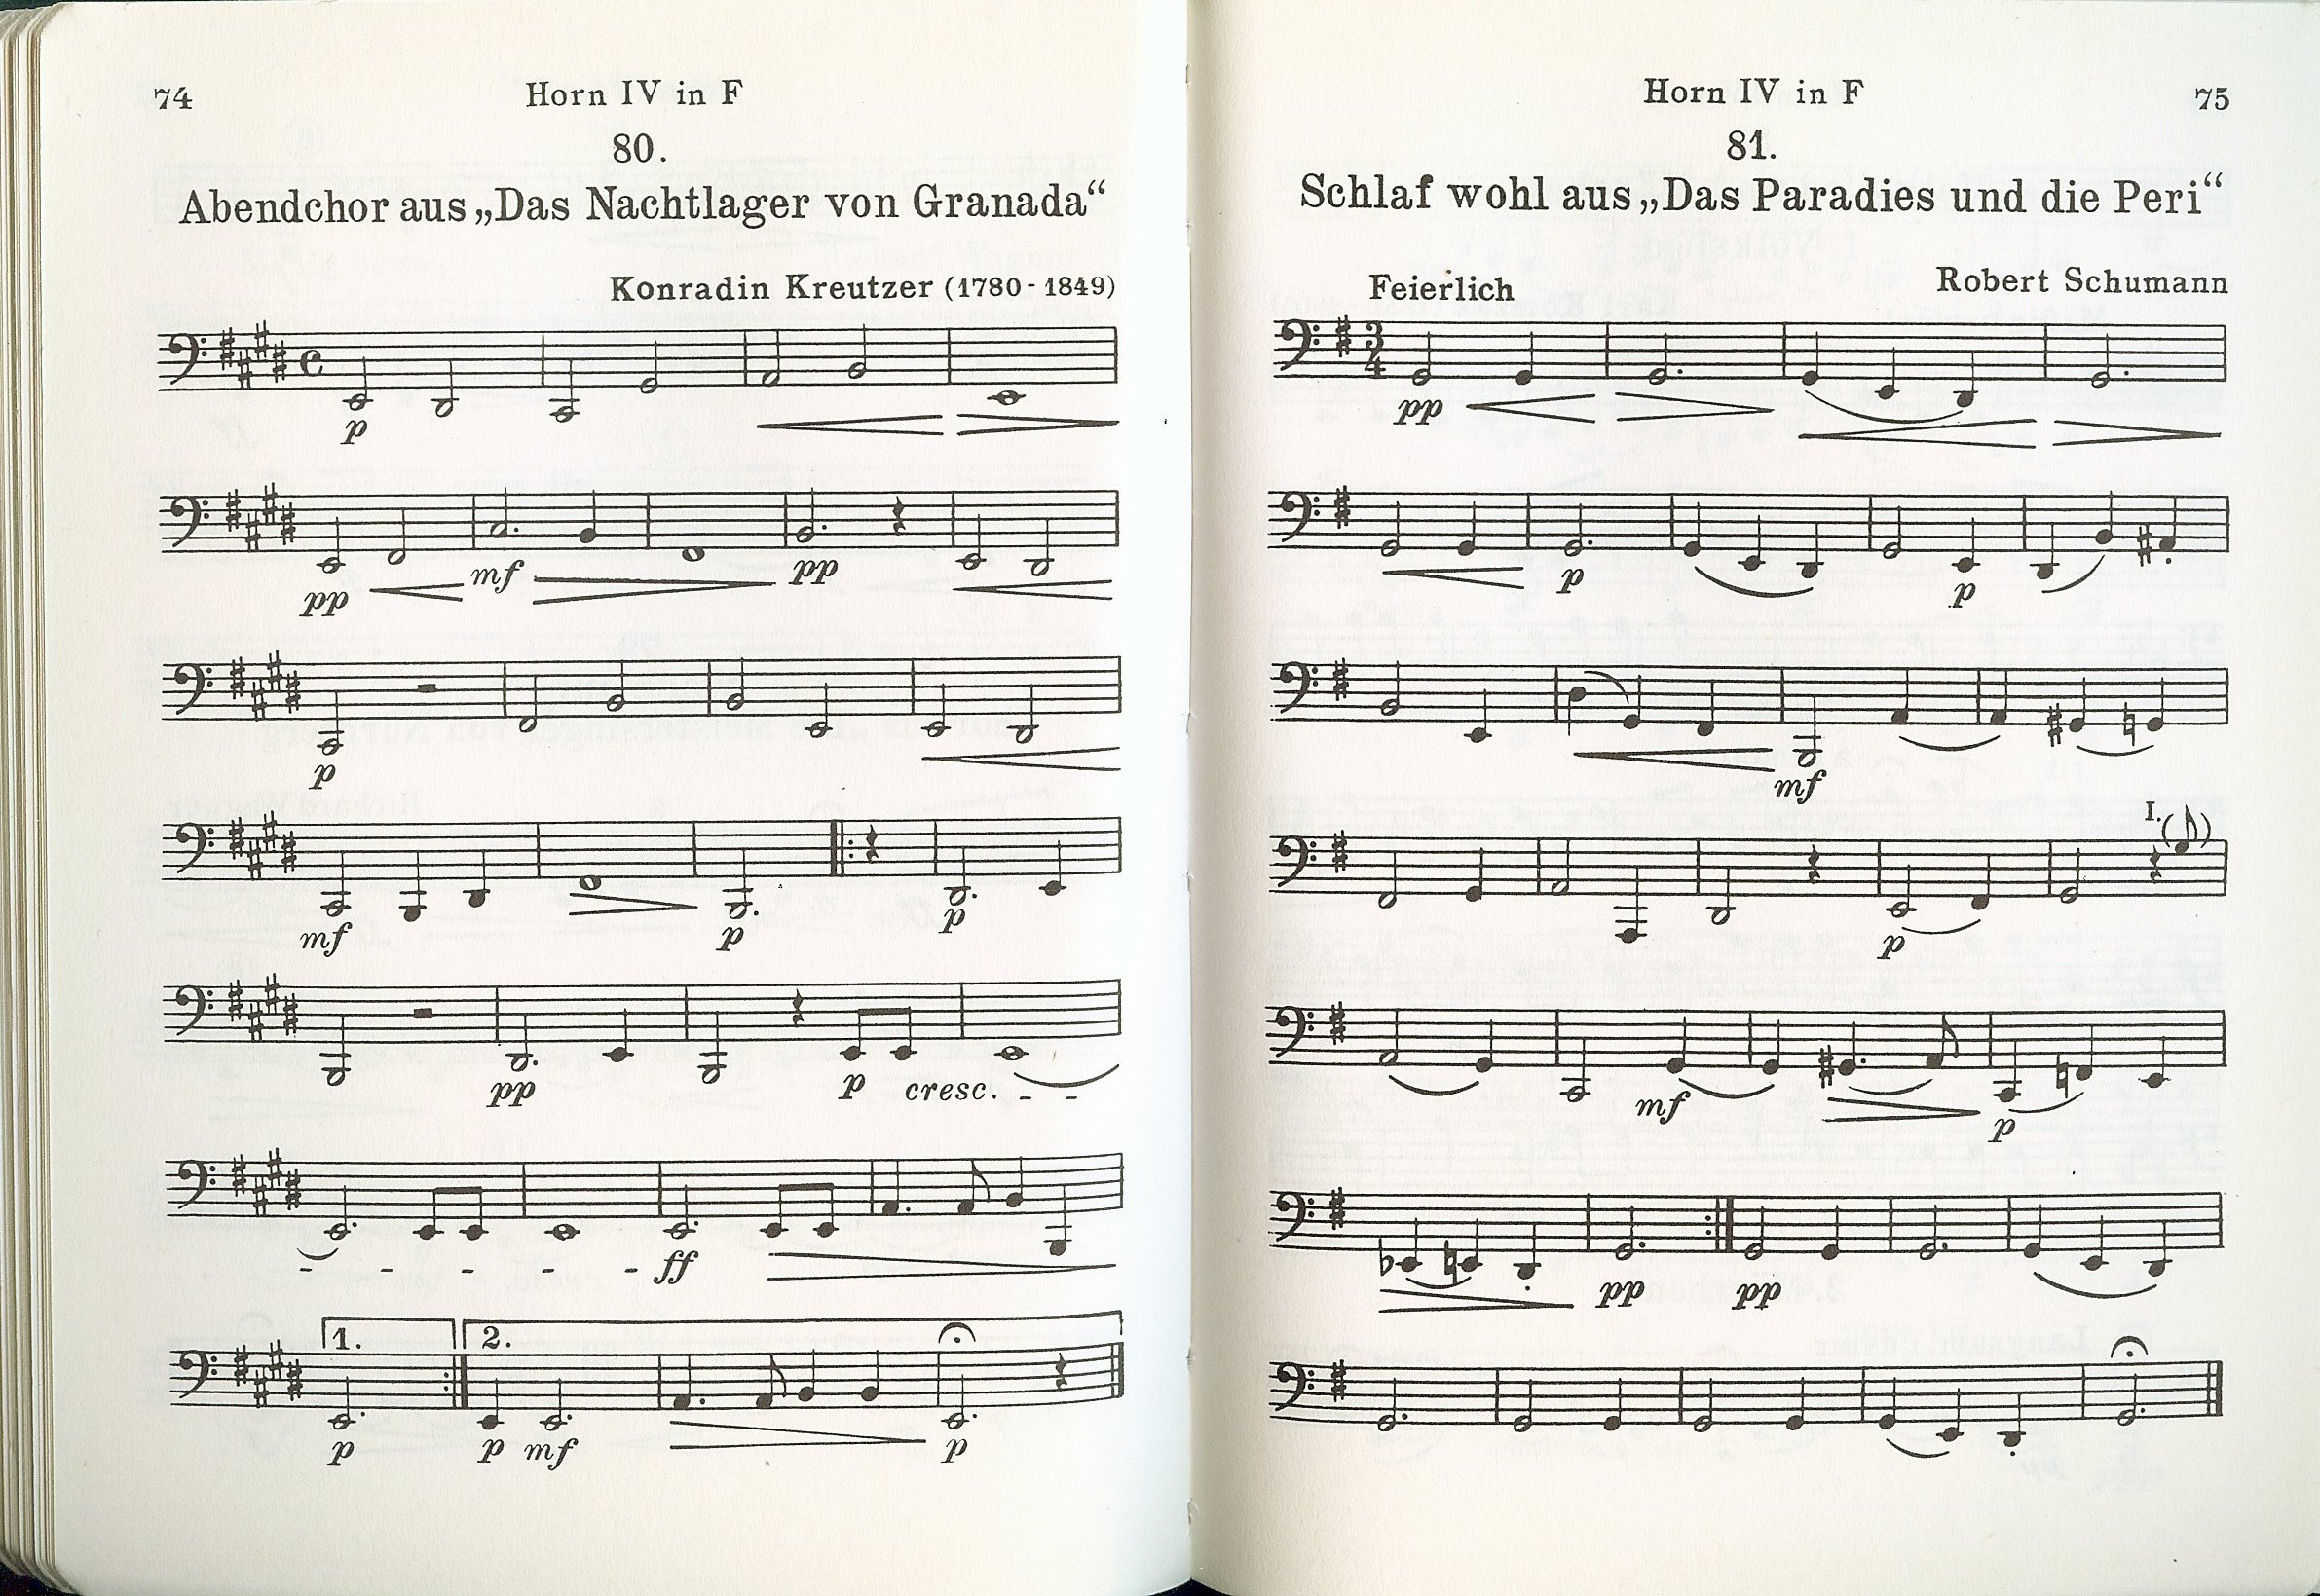 74
Horn IV in F
80.
Abendchor aus „Das Nachtlager von Granada“
Konradin Kreutzer (1780 - 1849)
p
pp mf pp
p
mf p p
pp p cresc. - -
- - - - - ff
1. 2.
p p mf p
Horn IV in F
75
81.
Schlaf wohl aus „Das Paradies und die Peri“
Feierlich Robert Schumann
3
4
pp
p p
mf
I.
p
mf p
pp pp